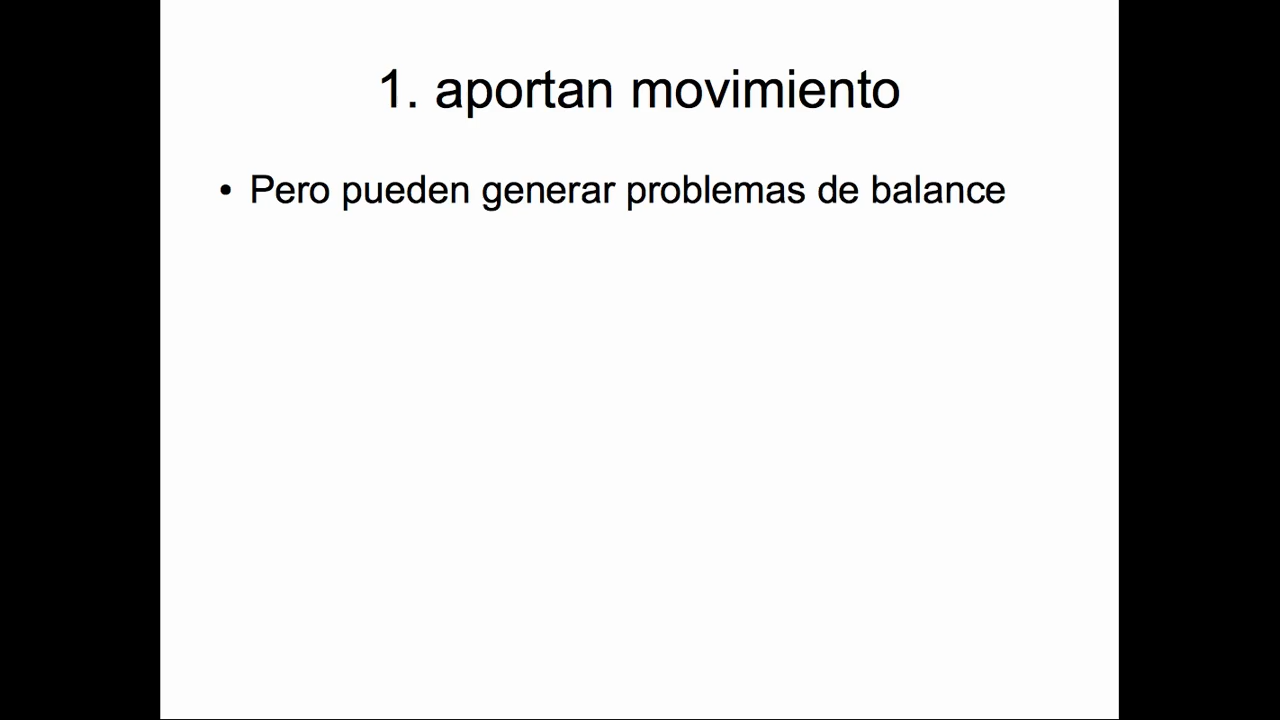 1. aportan movimiento
• Pero pueden generar problemas de balance